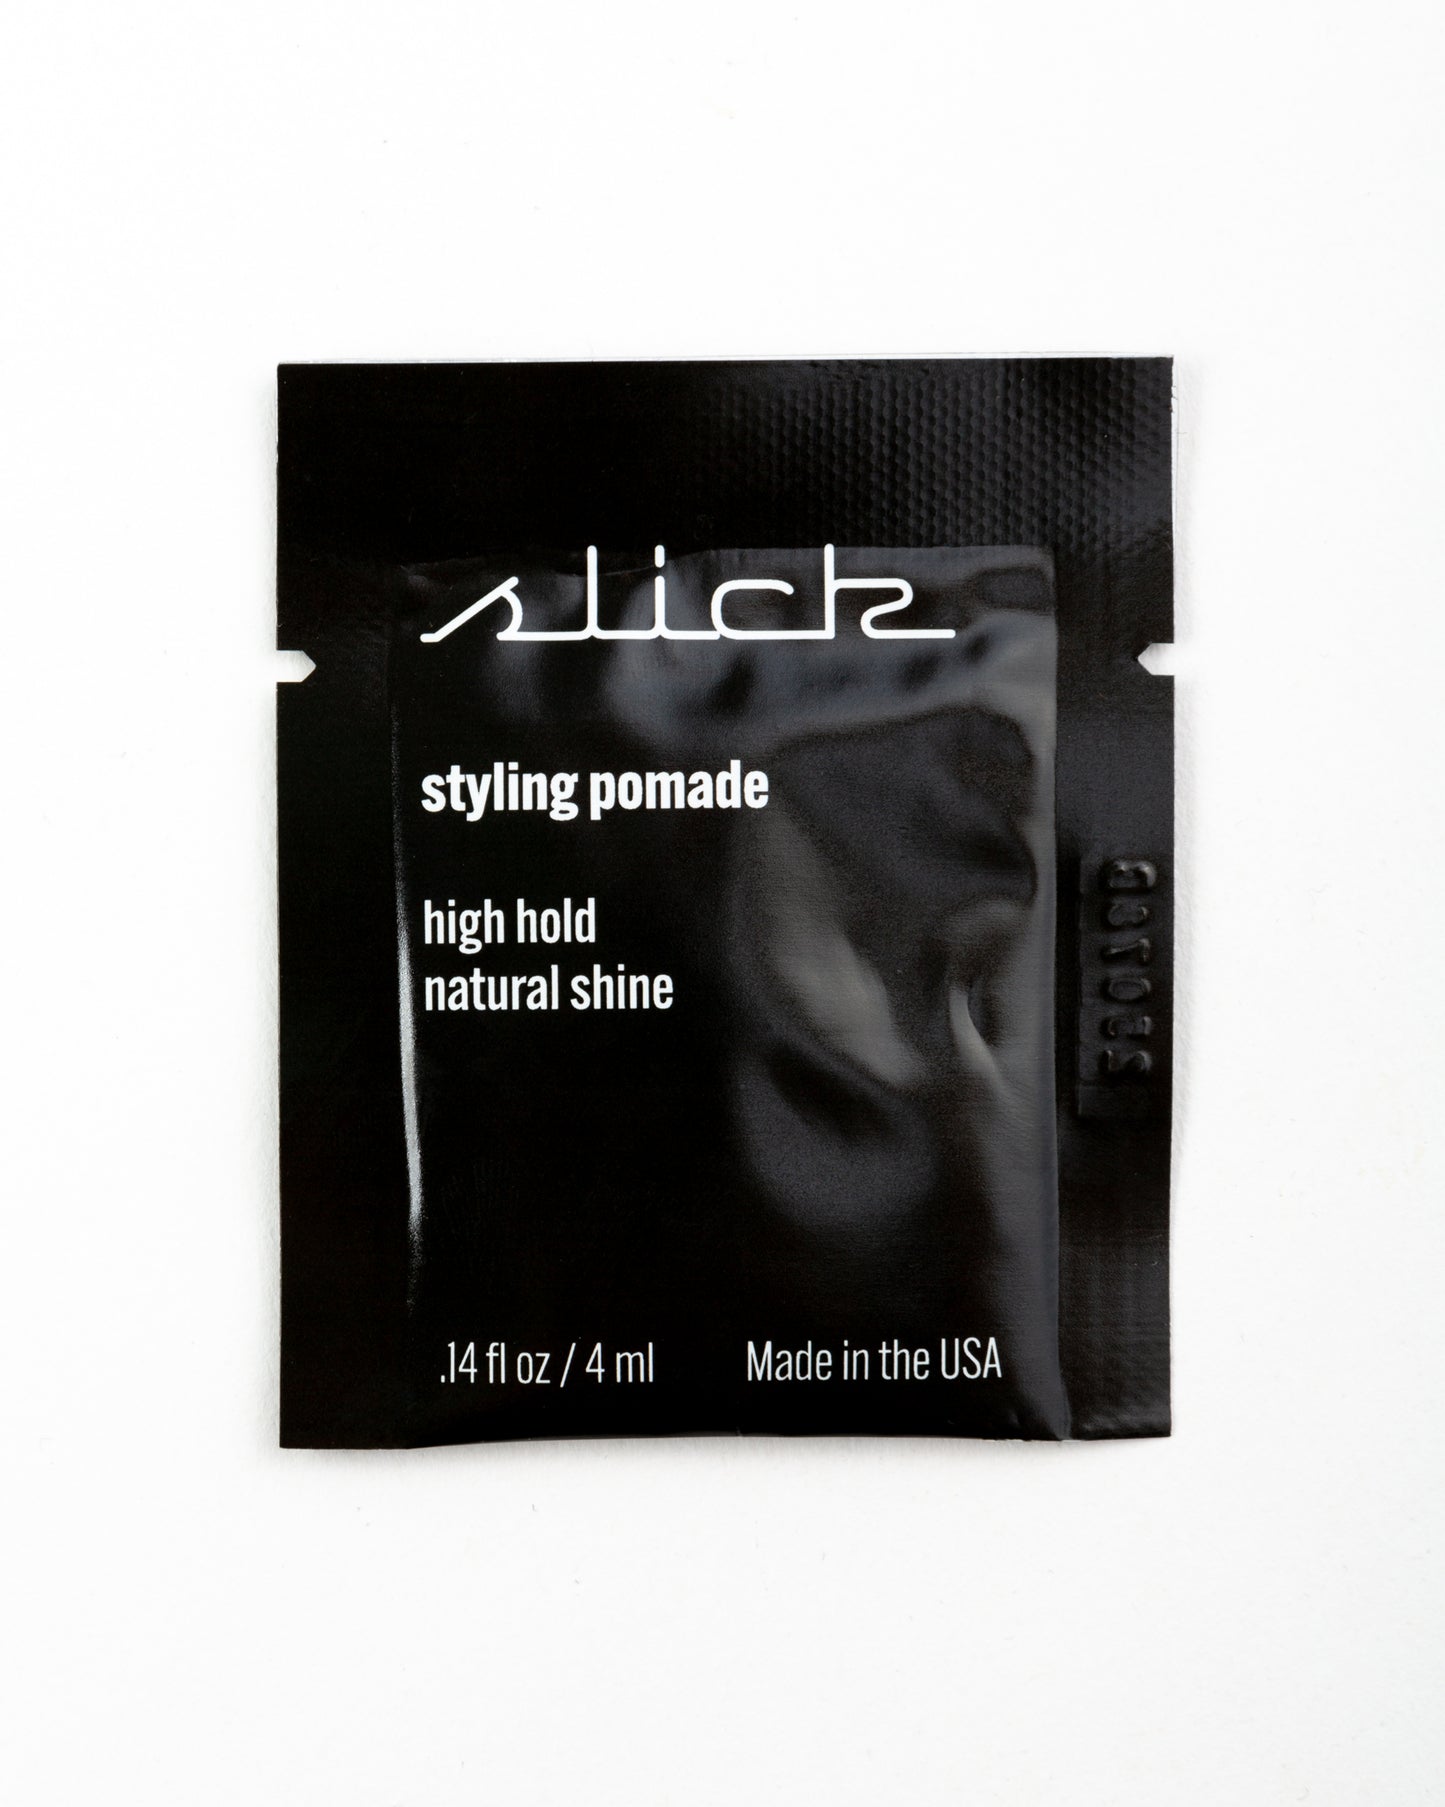 slick
styling pomade
high hold
natural shine
.14 fl oz / 4 ml
Made in the USA